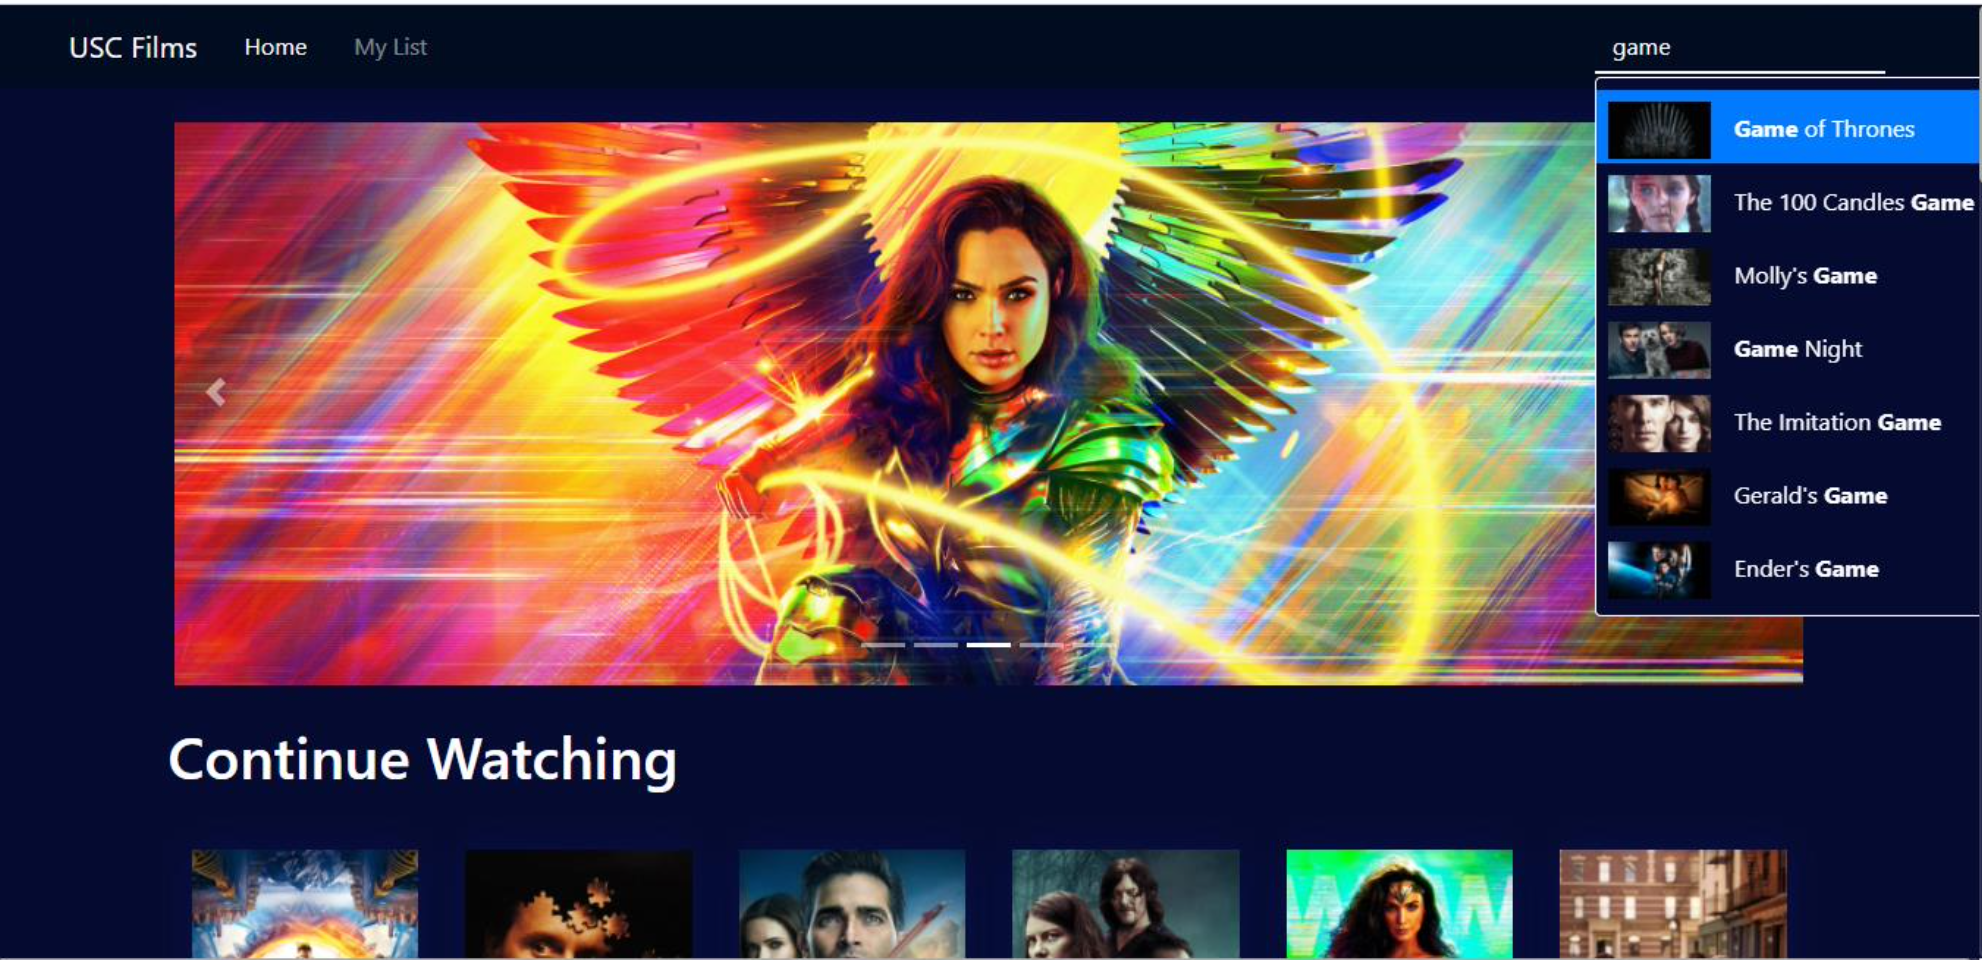 USC Films Home My List game
Game of Thrones
The 100 Candles Game
Molly's Game
Game Night
The Imitation Game
Gerald's Game
Ender's Game
Continue Watching